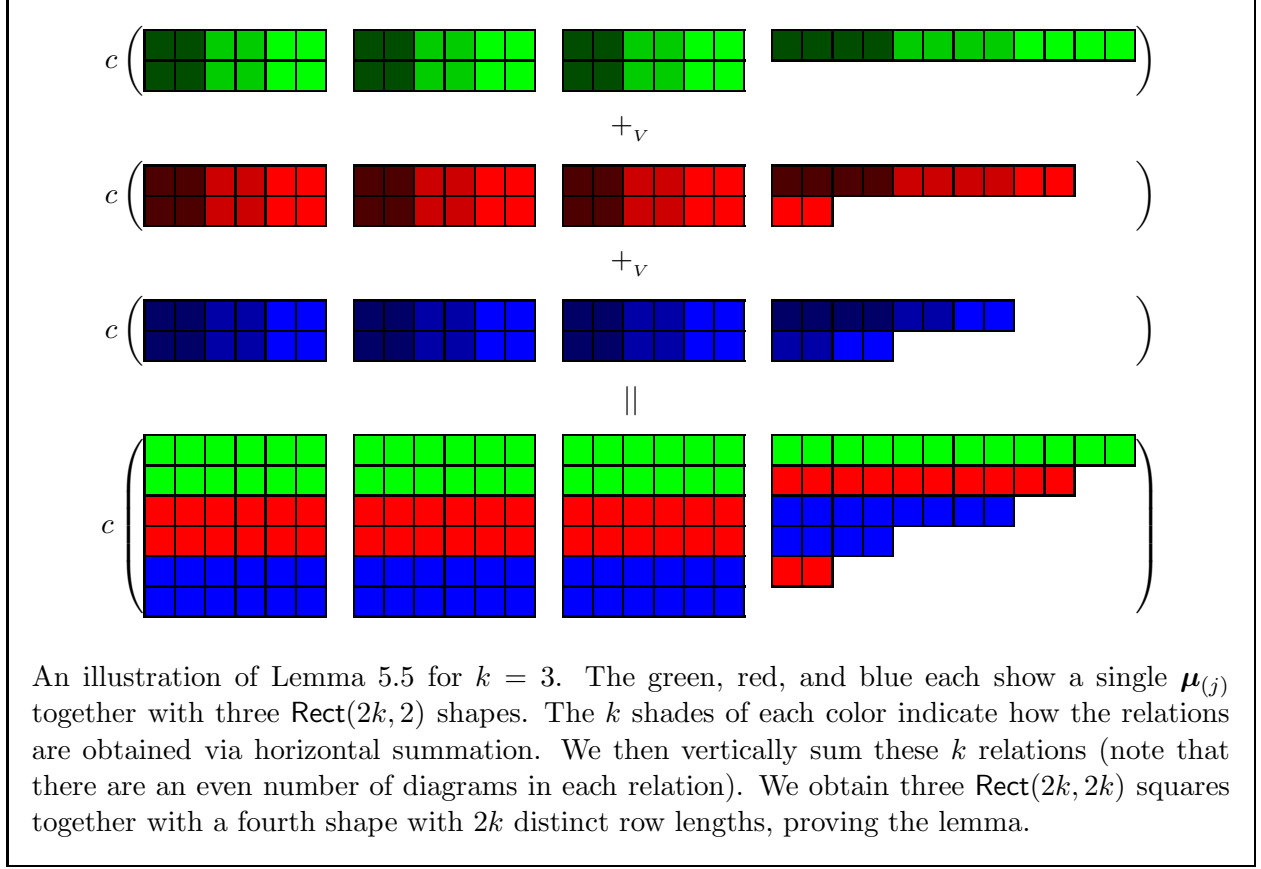 c (
)
+V
c (
)
+V
c (
)
||
c (
)
An illustration of Lemma 5.5 for k = 3. The green, red, and blue each show a single μ(j)
together with three Rect(2k, 2) shapes. The k shades of each color indicate how the relations
are obtained via horizontal summation. We then vertically sum these k relations (note that
there are an even number of diagrams in each relation). We obtain three Rect(2k, 2k) squares
together with a fourth shape with 2k distinct row lengths, proving the lemma.